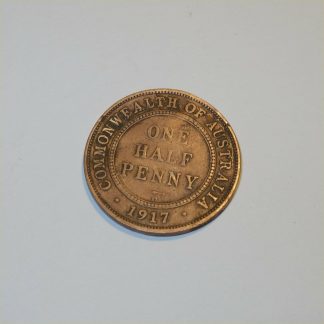 COMMONWEALTH OF AUSTRALIA
ONE
HALF
PENNY
· 1917 ·